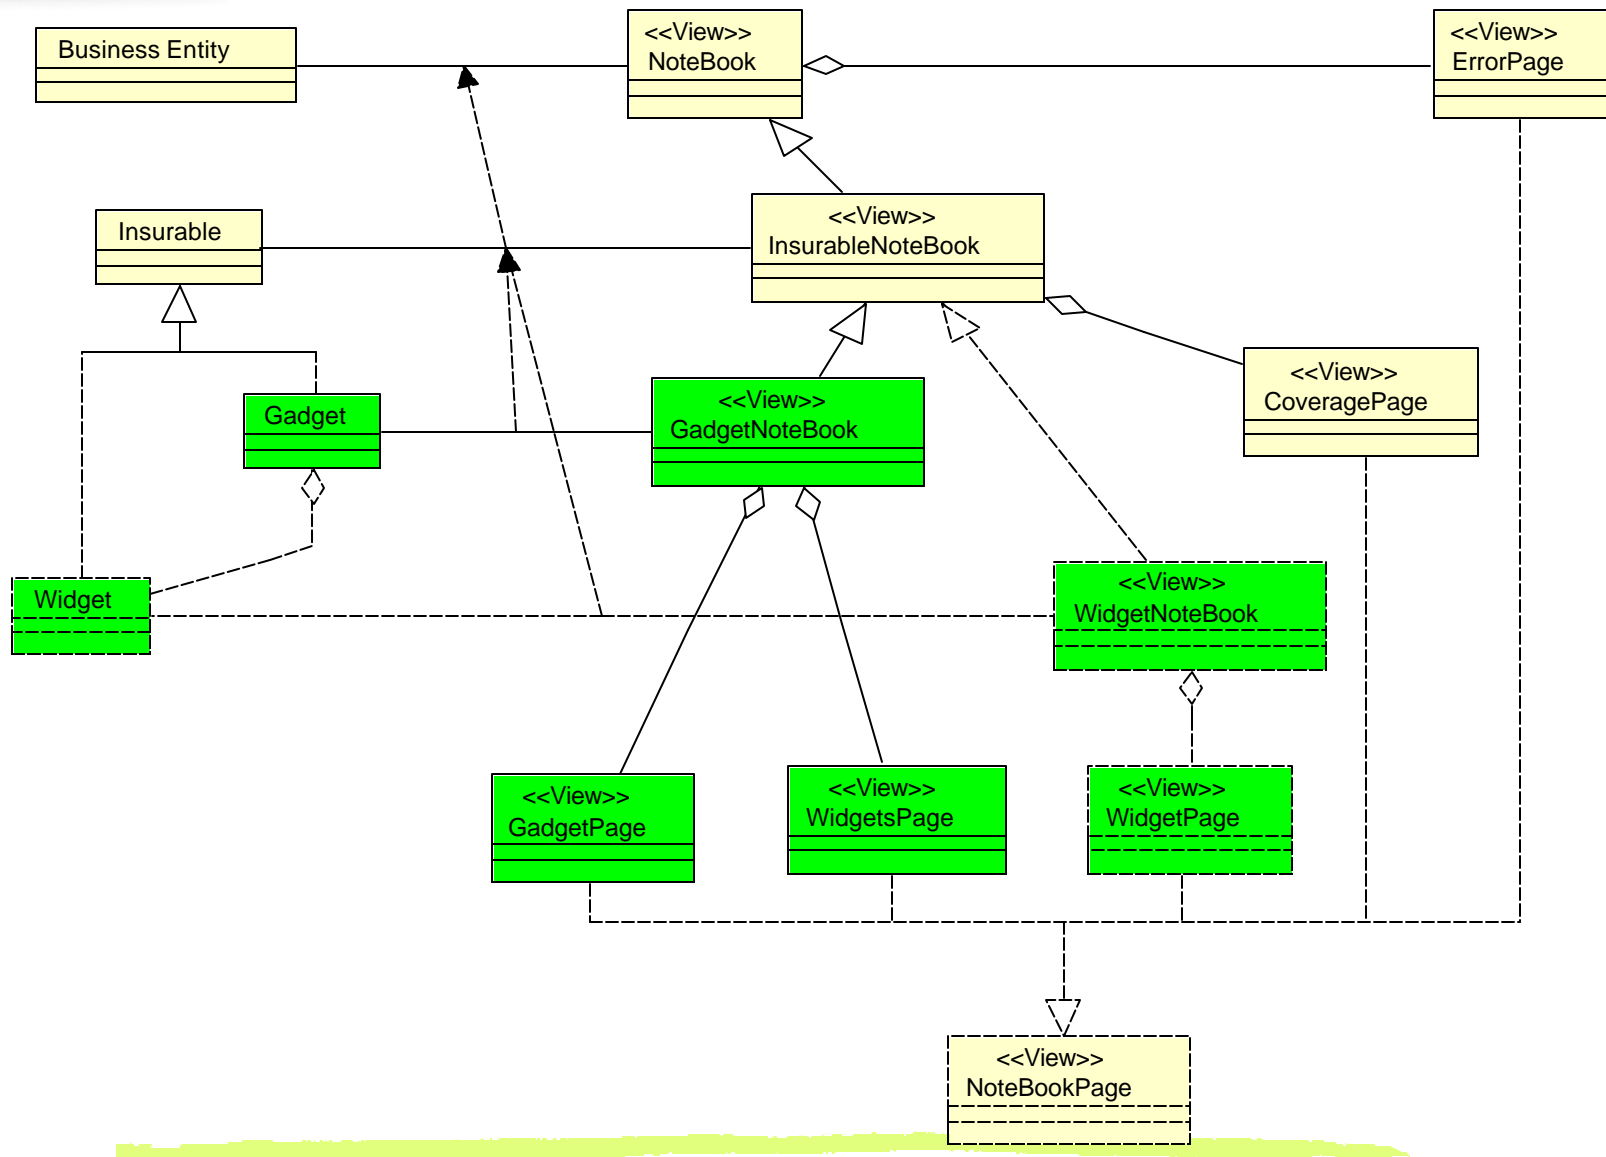 Business Entity
<<View>>
NoteBook
<<View>>
ErrorPage
Insurable
<<View>>
InsurableNoteBook
<<View>>
CoveragePage
Gadget
<<View>>
GadgetNoteBook
Widget
<<View>>
WidgetNoteBook
<<View>>
GadgetPage
<<View>>
WidgetsPage
<<View>>
WidgetPage
<<View>>
NoteBookPage